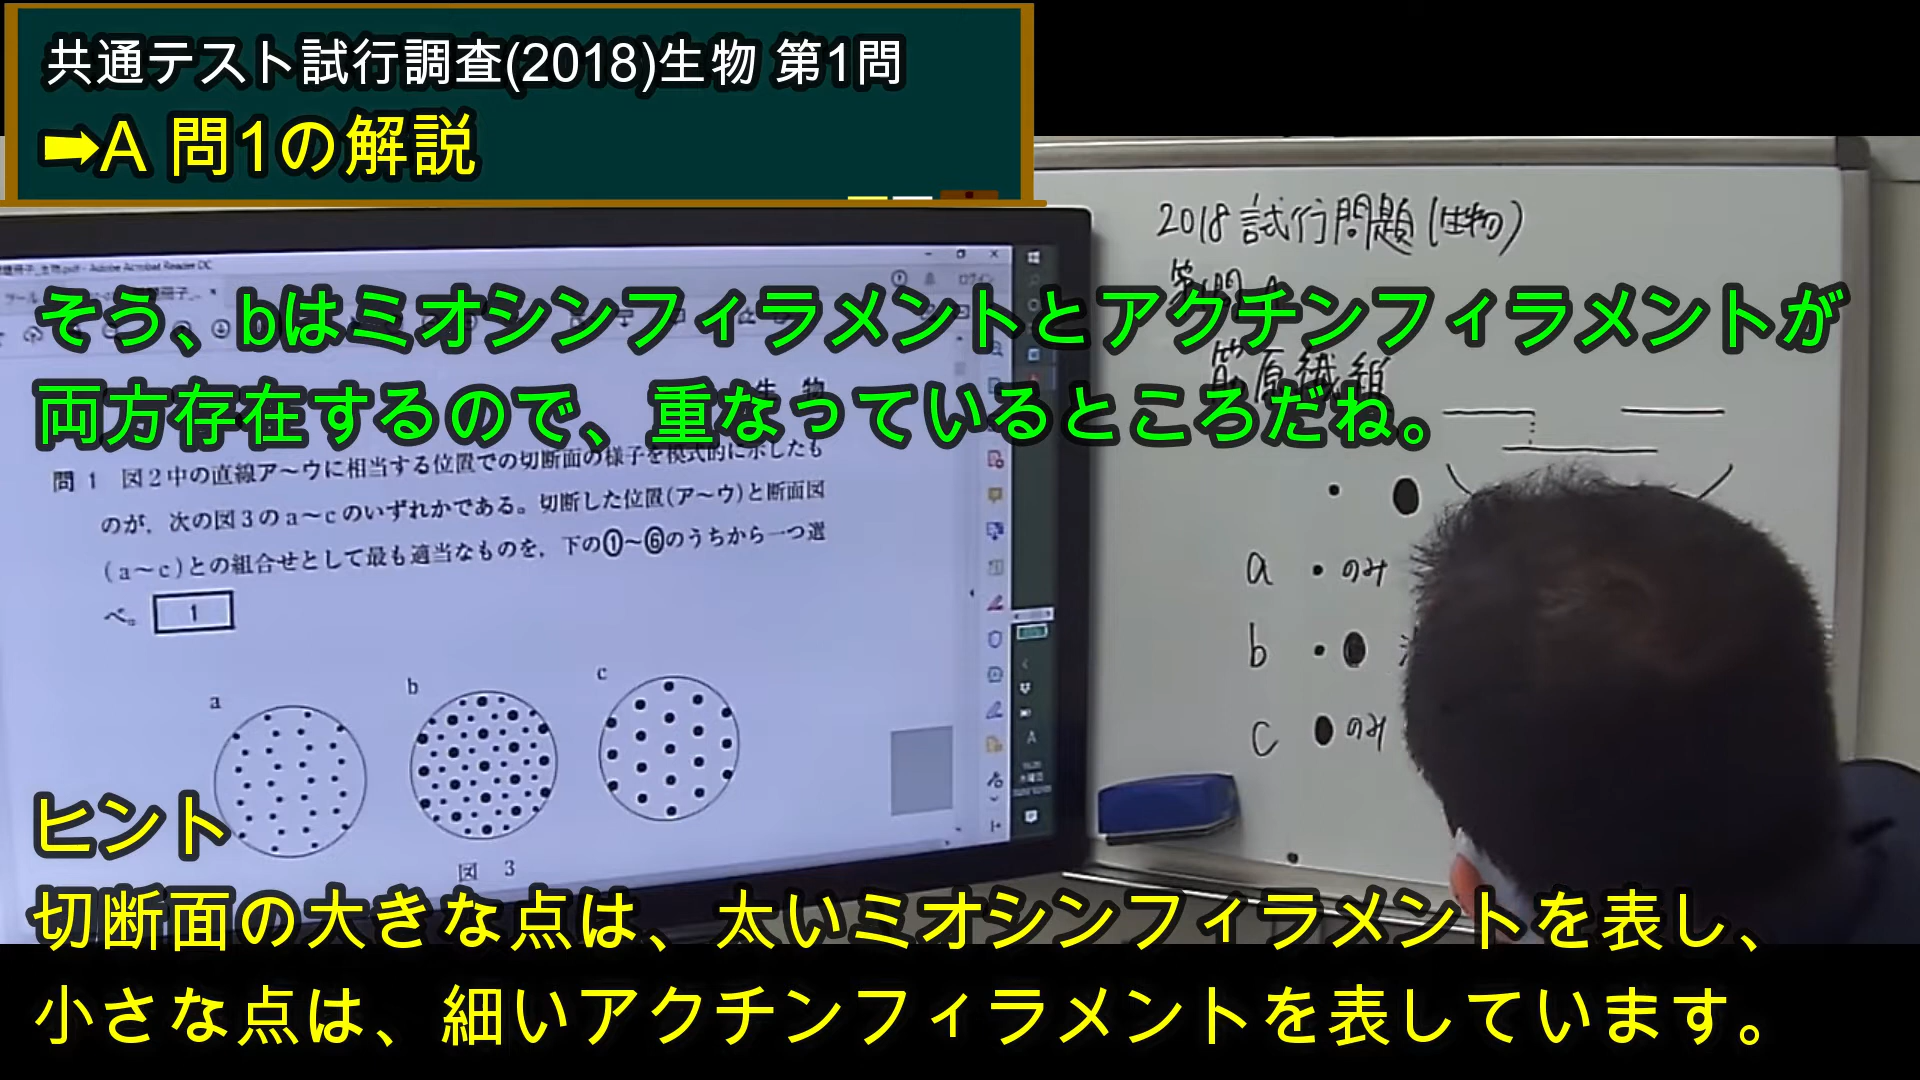 共通テスト試行調査(2018)生物 第1問
➡A 問1の解説
そう、bはミオシンフィラメントとアクチンフィラメントが
両方存在するので、重なっているところだね。
生 物
問 1 図2中の直線ア～ウに相当する位置での切断面の様子を模式的に示したも
のが，次の図3のa～cのいずれかである。切断した位置(ア～ウ)と断面図
(a～c)との組合せとして最も適当なものを，下の①～⑥のうちから一つ選
べ。 1
a
b
c
図 3
2018 試行問題(生物)
第1問 A
筋原繊維
a ・のみ
b
c ●のみ
ヒント
切断面の大きな点は、太いミオシンフィラメントを表し、
小さな点は、細いアクチンフィラメントを表しています。